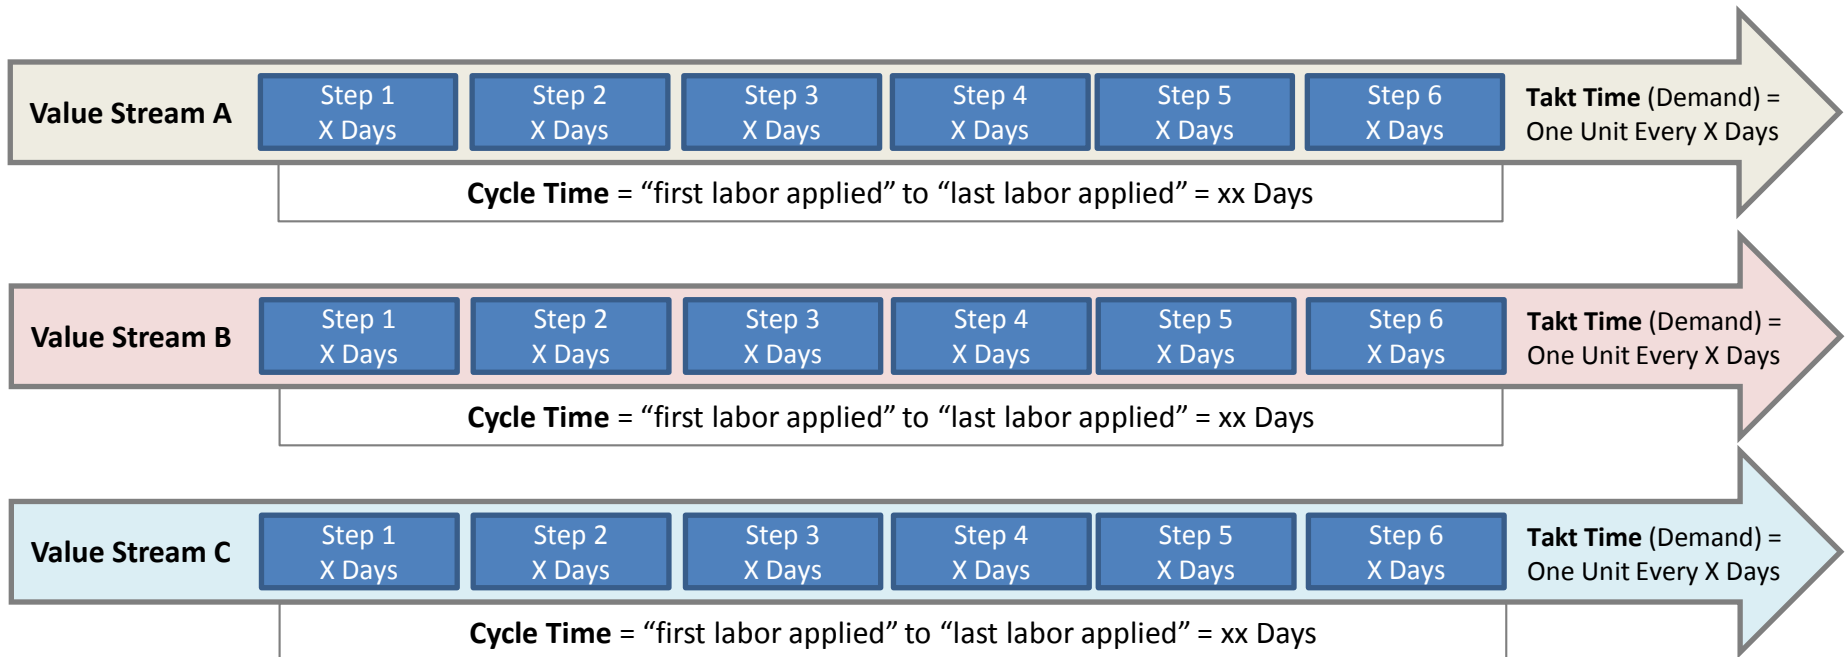 Value Stream A
Step 1
X Days
Step 2
X Days
Step 3
X Days
Step 4
X Days
Step 5
X Days
Step 6
X Days
Takt Time (Demand) =
One Unit Every X Days
Cycle Time = “first labor applied” to “last labor applied” = xx Days
Value Stream B
Step 1
X Days
Step 2
X Days
Step 3
X Days
Step 4
X Days
Step 5
X Days
Step 6
X Days
Takt Time (Demand) =
One Unit Every X Days
Cycle Time = “first labor applied” to “last labor applied” = xx Days
Value Stream C
Step 1
X Days
Step 2
X Days
Step 3
X Days
Step 4
X Days
Step 5
X Days
Step 6
X Days
Takt Time (Demand) =
One Unit Every X Days
Cycle Time = “first labor applied” to “last labor applied” = xx Days